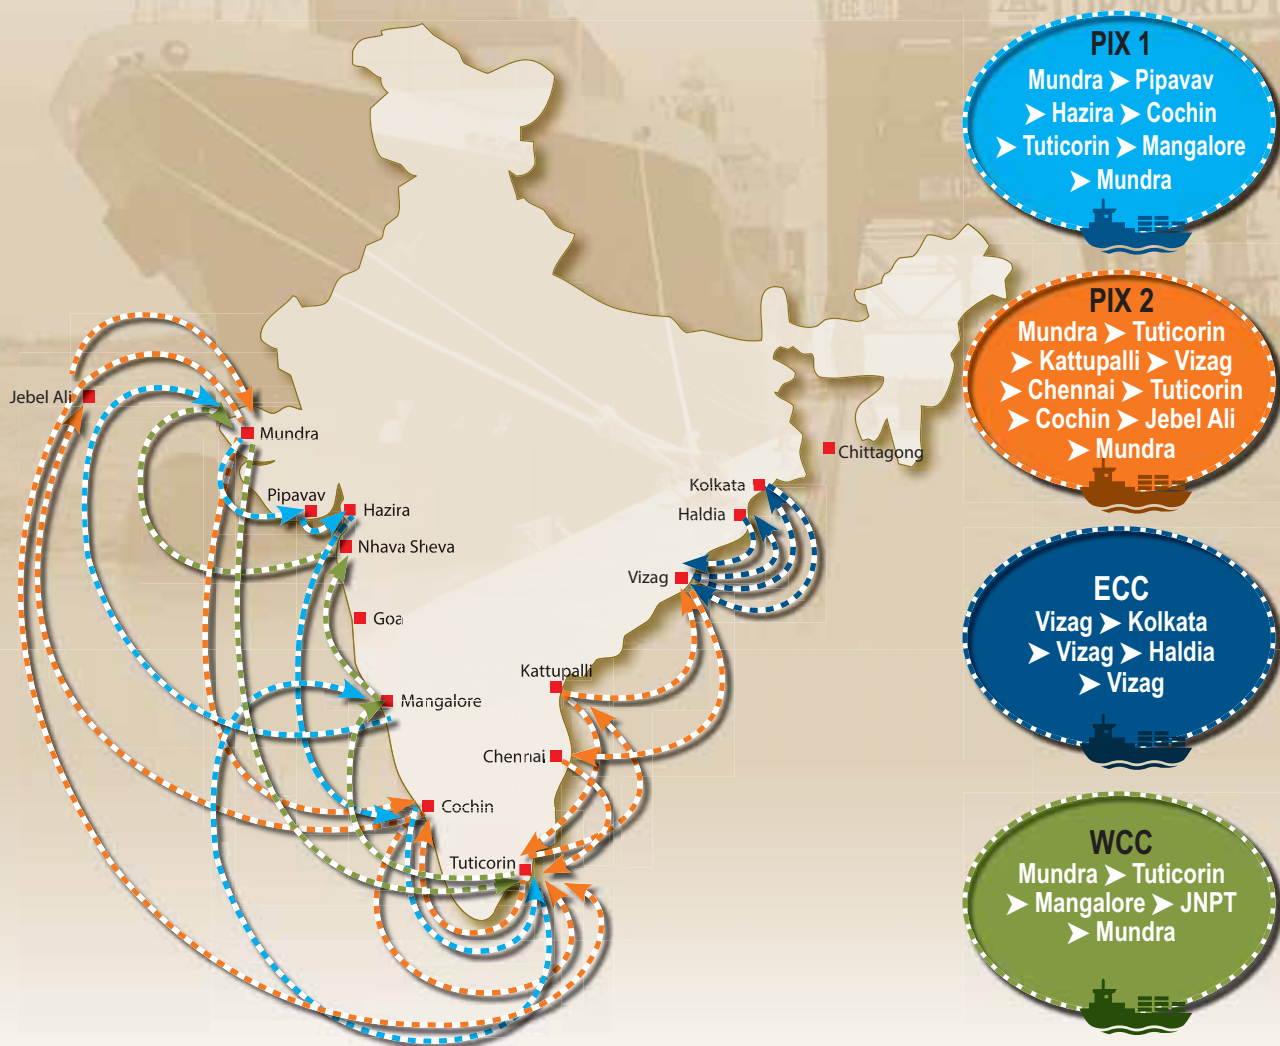 PIX 1
Mundra ➤ Pipavav
➤ Hazira ➤ Cochin
➤ Tuticorin ➤ Mangalore
➤ Mundra
PIX 2
Mundra ➤ Tuticorin
➤ Kattupalli ➤ Vizag
➤ Chennai ➤ Tuticorin
➤ Cochin ➤ Jebel Ali
➤ Mundra
ECC
Vizag ➤ Kolkata
➤ Vizag ➤ Haldia
➤ Vizag
WCC
Mundra ➤ Tuticorin
➤ Mangalore ➤ JNPT
➤ Mundra
Jebel Ali
Mundra
Chittagong
Kolkata
Pipavav
Hazira
Haldia
Nhava Sheva
Vizag
Goa
Kattupalli
Mangalore
Chennai
Cochin
Tuticorin